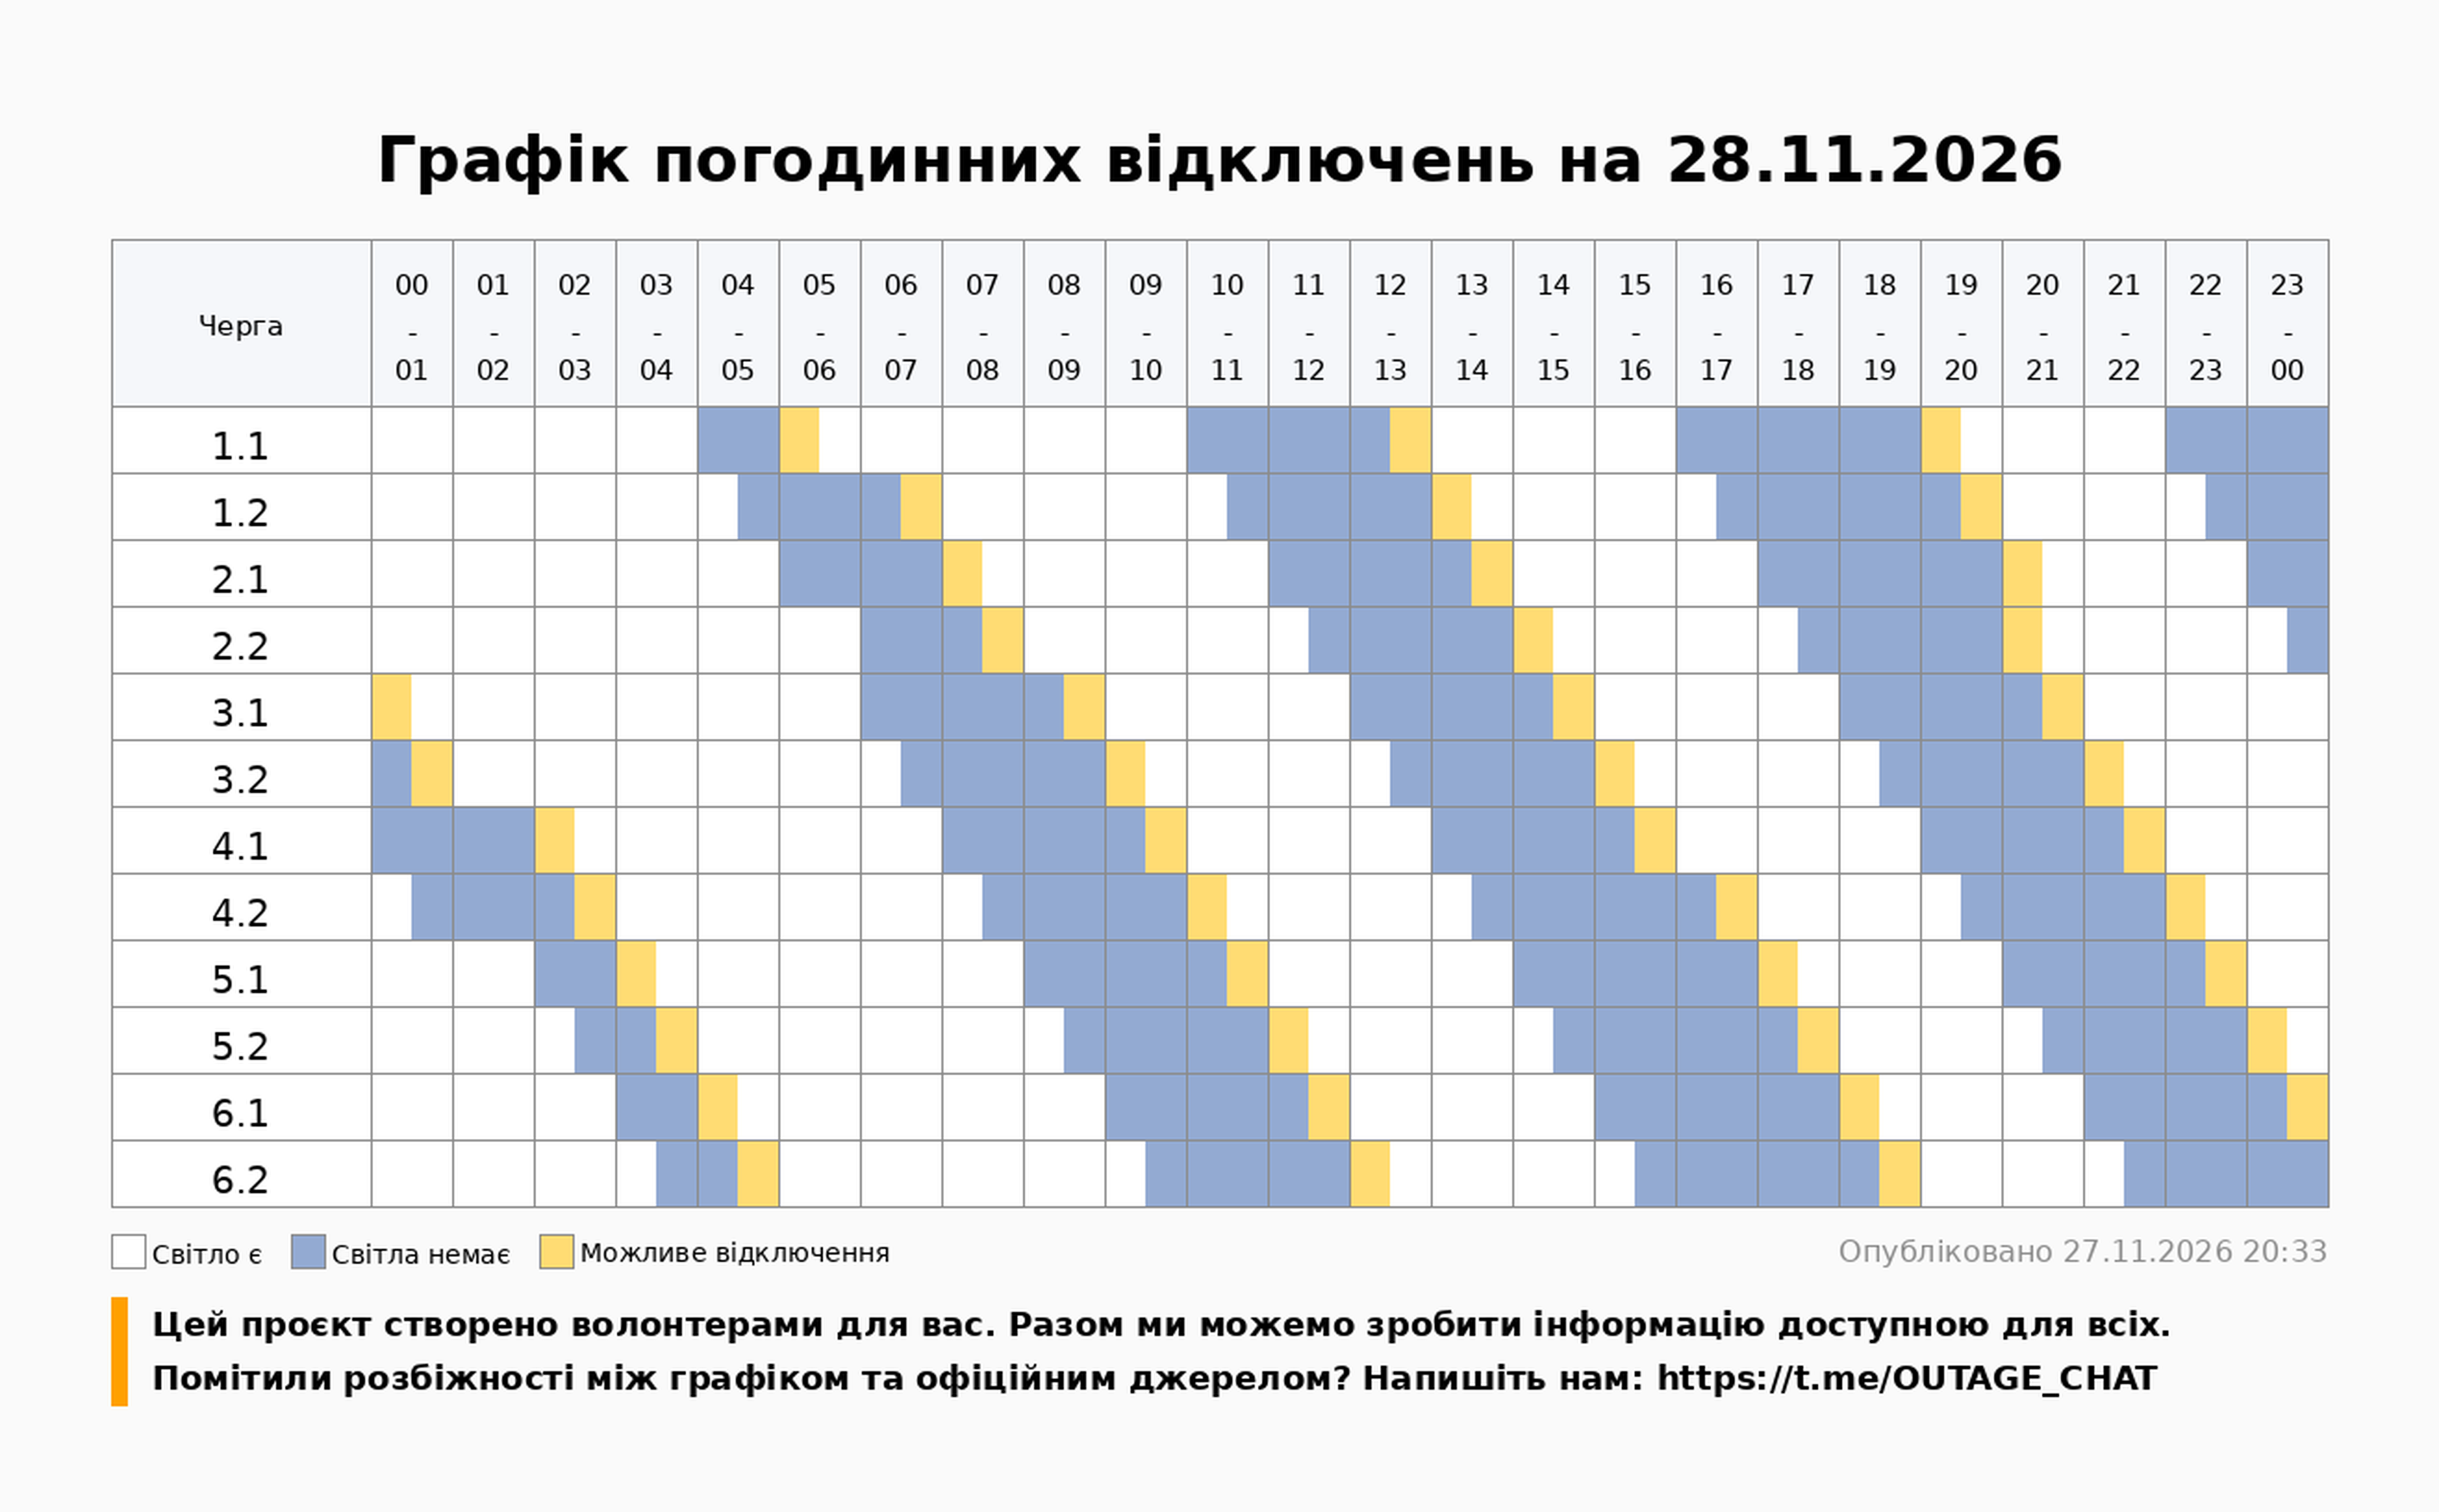 Графік погодинних відключень на 28.11.2026
Черга
00 - 01
01 - 02
02 - 03
03 - 04
04 - 05
05 - 06
06 - 07
07 - 08
08 - 09
09 - 10
10 - 11
11 - 12
12 - 13
13 - 14
14 - 15
15 - 16
16 - 17
17 - 18
18 - 19
19 - 20
20 - 21
21 - 22
22 - 23
23 - 00
1.1
1.2
2.1
2.2
3.1
3.2
4.1
4.2
5.1
5.2
6.1
6.2
Світло є
Світла немає
Можливе відключення
Опубліковано 27.11.2026 20:33
Цей проєкт створено волонтерами для вас. Разом ми можемо зробити інформацію доступною для всіх.
Помітили розбіжності між графіком та офіційним джерелом? Напишіть нам: https://t.me/OUTAGE_CHAT